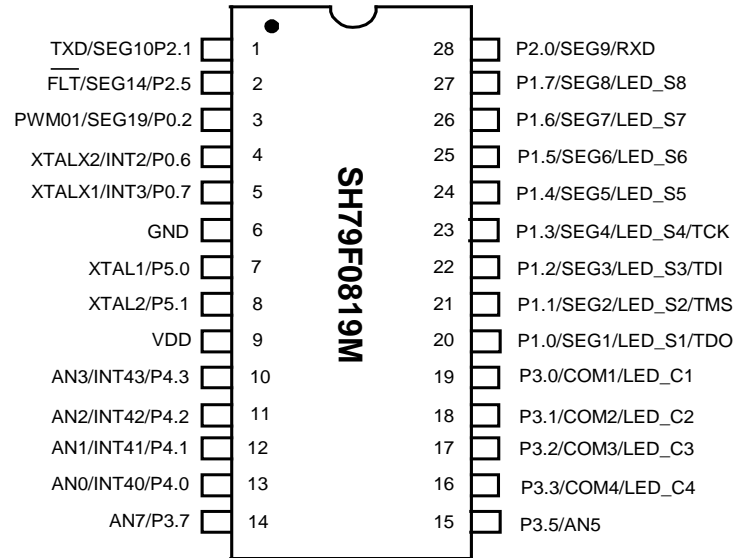 TXD/SEG10P2.1 1 28 P2.0/SEG9/RXD
FLT/SEG14/P2.5 2 27 P1.7/SEG8/LED_S8
PWM01/SEG19/P0.2 3 26 P1.6/SEG7/LED_S7
XTALX2/INT2/P0.6 4 25 P1.5/SEG6/LED_S6
XTALX1/INT3/P0.7 5 24 P1.4/SEG5/LED_S5
GND 6 23 P1.3/SEG4/LED_S4/TCK
XTAL1/P5.0 7 22 P1.2/SEG3/LED_S3/TDI
XTAL2/P5.1 8 21 P1.1/SEG2/LED_S2/TMS
VDD 9 20 P1.0/SEG1/LED_S1/TDO
AN3/INT43/P4.3 10 19 P3.0/COM1/LED_C1
AN2/INT42/P4.2 11 18 P3.1/COM2/LED_C2
AN1/INT41/P4.1 12 17 P3.2/COM3/LED_C3
AN0/INT40/P4.0 13 16 P3.3/COM4/LED_C4
AN7/P3.7 14 15 P3.5/AN5
SH79F0819M